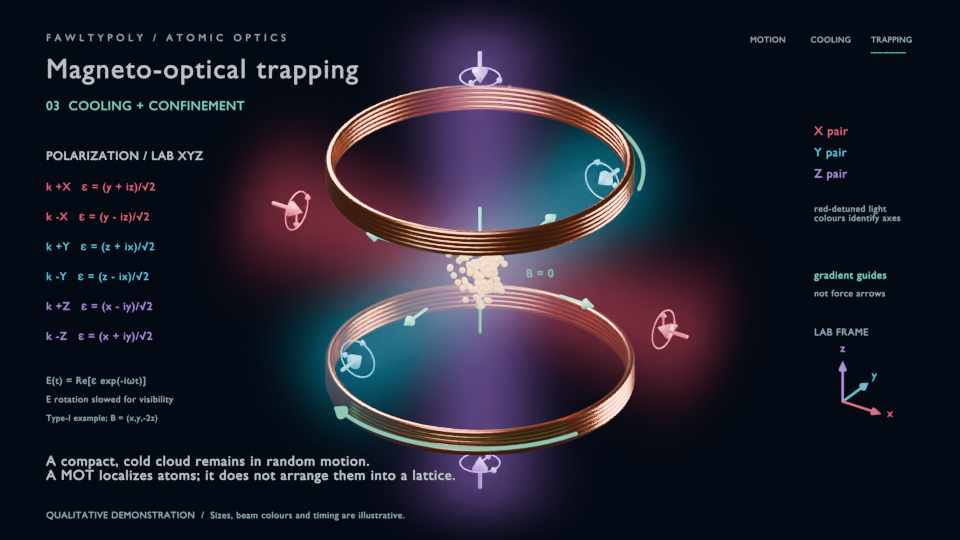 FAWLTYPOLY / ATOMIC OPTICS
MOTION COOLING TRAPPING
Magneto-optical trapping
03 COOLING + CONFINEMENT
POLARIZATION / LAB XYZ
k +X ε = (y + iz)/√2
k -X ε = (y - iz)/√2
k +Y ε = (z + ix)/√2
k -Y ε = (z - ix)/√2
k +Z ε = (x - iy)/√2
k -Z ε = (x + iy)/√2
E(t) = Re[ε exp(-iωt)]
E rotation slowed for visibility
Type-I example; B = (x,y,-2z)
B = 0
X pair
Y pair
Z pair
red-detuned light
colours identify axes
gradient guides
not force arrows
LAB FRAME
z
y
x
A compact, cold cloud remains in random motion.
A MOT localizes atoms; it does not arrange them into a lattice.
QUALITATIVE DEMONSTRATION / Sizes, beam colours and timing are illustrative.